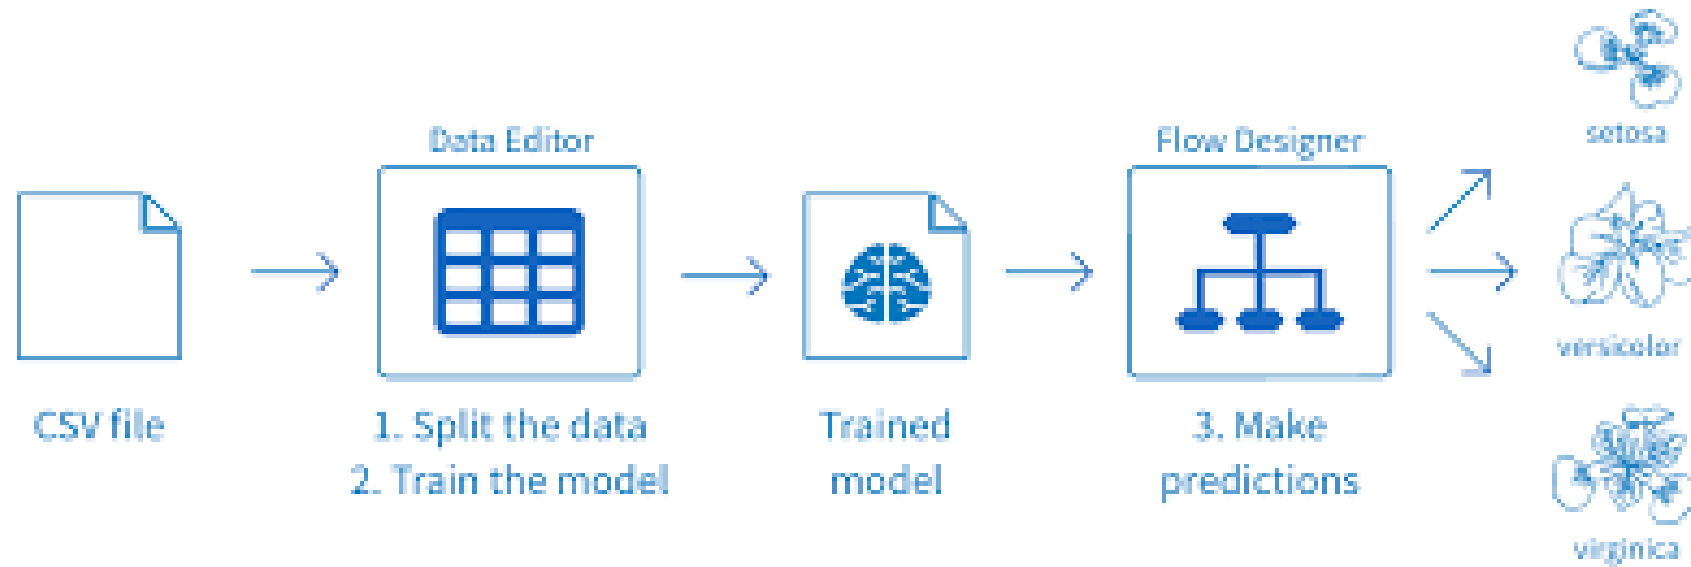 Data Editor
Flow Designer
setosa
versicolor
CSV file
1. Split the data
2. Train the model
Trained
model
3. Make
predictions
virginica